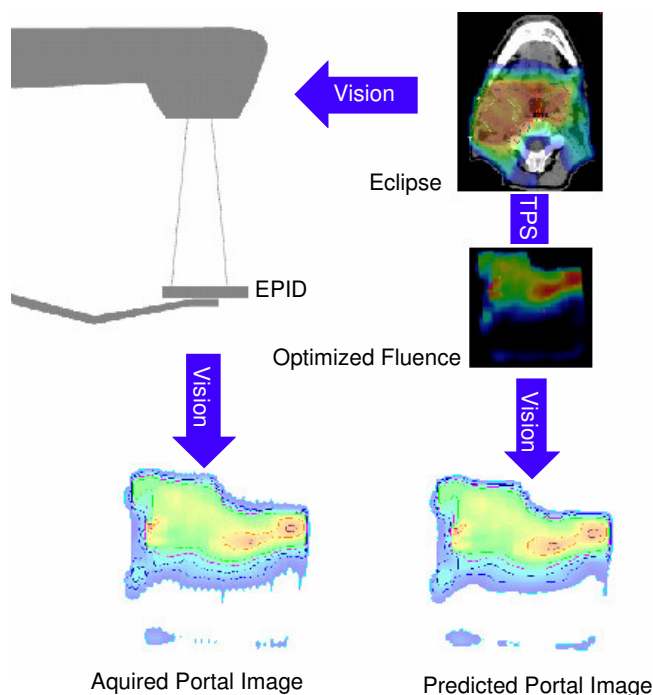 Vision
Eclipse
TPS
EPID
Optimized Fluence
Vision
Vision
Aquired Portal Image
Predicted Portal Image